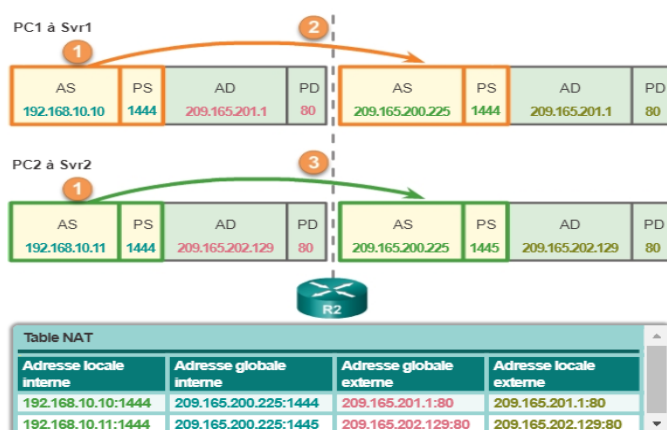 PC1 à Svr1
1
2
AS PS AD PD AS PS AD PD
192.168.10.10 1444 209.165.201.1 80 209.165.200.225 1444 209.165.201.1 80
PC2 à Svr2
1
3
AS PS AD PD AS PS AD PD
192.168.10.11 1444 209.165.202.129 80 209.165.200.225 1445 209.165.202.129 80
R2
Table NAT
Adresse locale interne Adresse globale interne Adresse globale externe Adresse locale externe
192.168.10.10:1444 209.165.200.225:1444 209.165.201.1:80 209.165.201.1:80
192.168.10.11:1444 209.165.200.225:1445 209.165.202.129:80 209.165.202.129:80